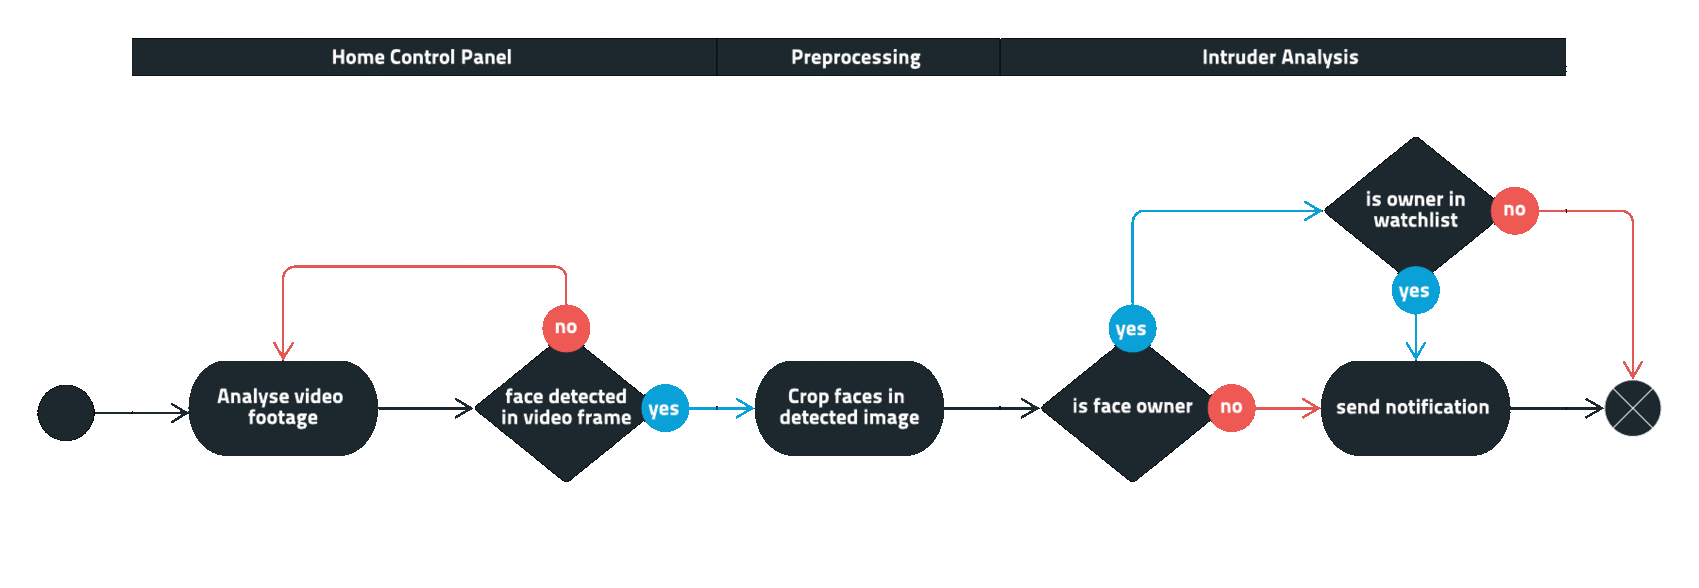 Home Control Panel
Preprocessing
Intruder Analysis
is owner in
watchlist
no
yes
no
yes
Analyse video
footage
face detected
in video frame
yes
Crop faces in
detected image
is face owner
no
send notification